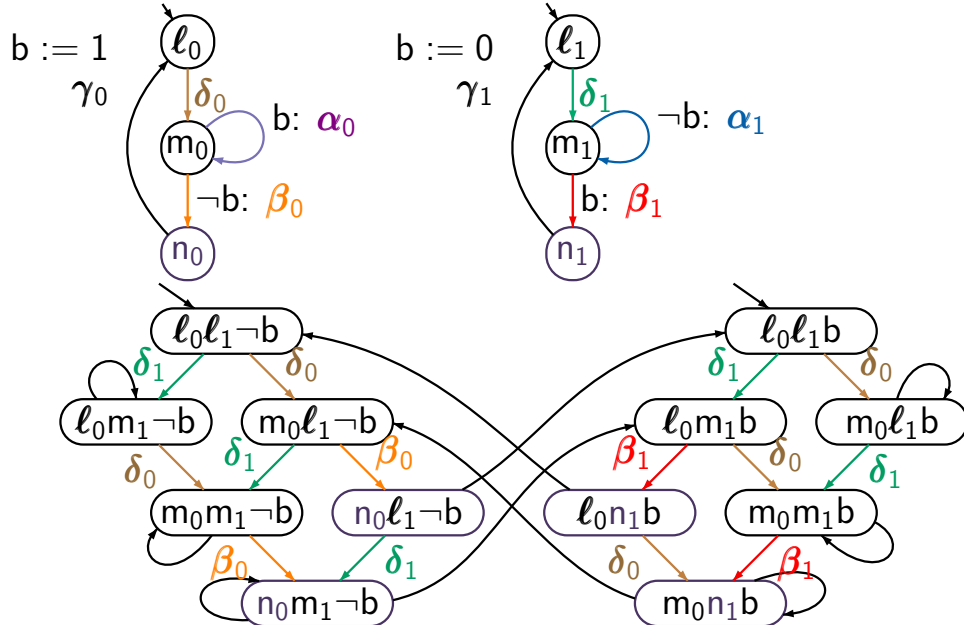 ℓ₀
b := 1
γ₀
δ₀
b: α₀
m₀
¬b: β₀
n₀
ℓ₁
b := 0
γ₁
δ₁
¬b: α₁
m₁
b: β₁
n₁
ℓ₀ℓ₁¬b
δ₁
δ₀
ℓ₀m₁¬b
m₀ℓ₁¬b
δ₀
δ₁
β₀
m₀m₁¬b
n₀ℓ₁¬b
β₀
δ₁
n₀m₁¬b
ℓ₀ℓ₁b
δ₁
δ₀
ℓ₀m₁b
m₀ℓ₁b
β₁
δ₀
δ₁
ℓ₀n₁b
m₀m₁b
δ₀
β₁
m₀n₁b